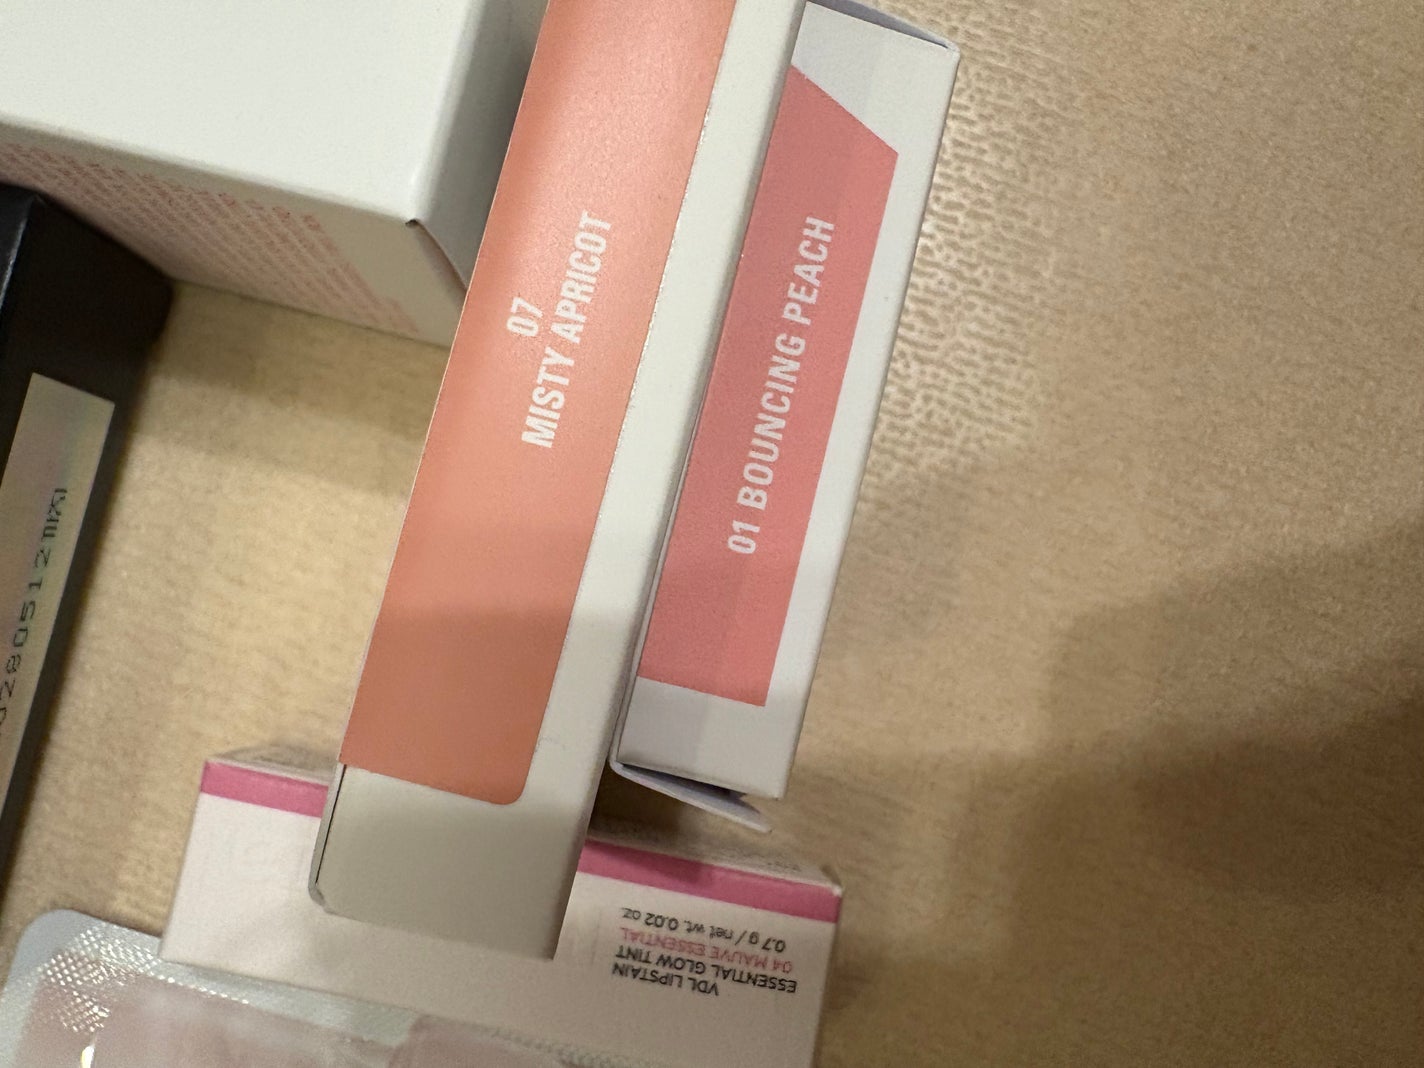 07
MISTY APRICOT
01 BOUNCING PEACH
VDL LIPSTAIN
ESSENTIAL GLOW TINT
04 MAUVE ESSENTIAL
0.7 g / net wt. 0.02 oz.